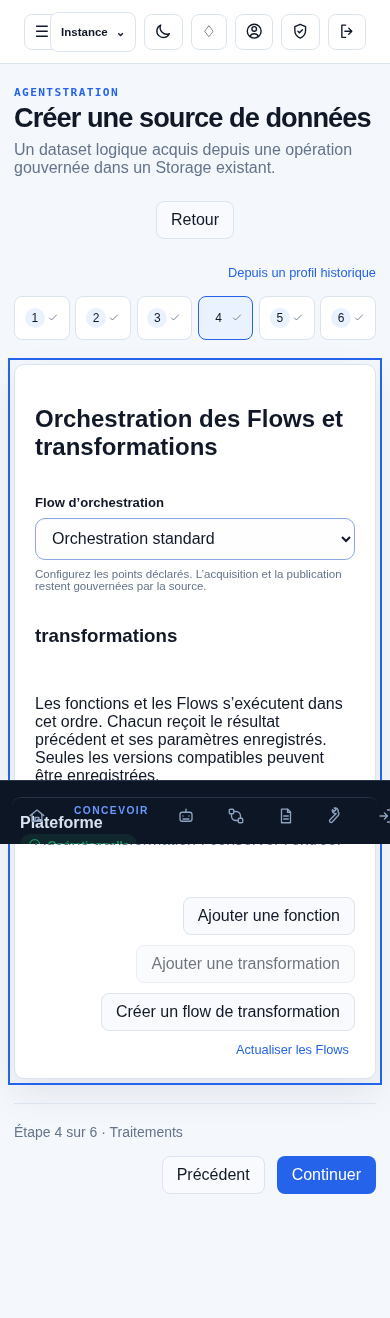 Instance
AGENTSTRATION
Créer une source de données
Un dataset logique acquis depuis une opération
gouvernée dans un Storage existant.
Retour
Depuis un profil historique
1
2
3
4
5
6
Orchestration des Flows et
transformations
Flow d’orchestration
Orchestration standard
Configurez les points déclarés. L’acquisition et la publication
restent gouvernées par la source.
transformations
Les fonctions et les Flows s’exécutent dans
cet ordre. Chacun reçoit le résultat
précédent et ses paramètres enregistrés.
Seules les versions compatibles peuvent
être enregistrées.
CONCEVOIR
Plateforme
Ajouter une fonction
Ajouter une transformation
Créer un flow de transformation
Actualiser les Flows
Étape 4 sur 6 · Traitements
Précédent
Continuer